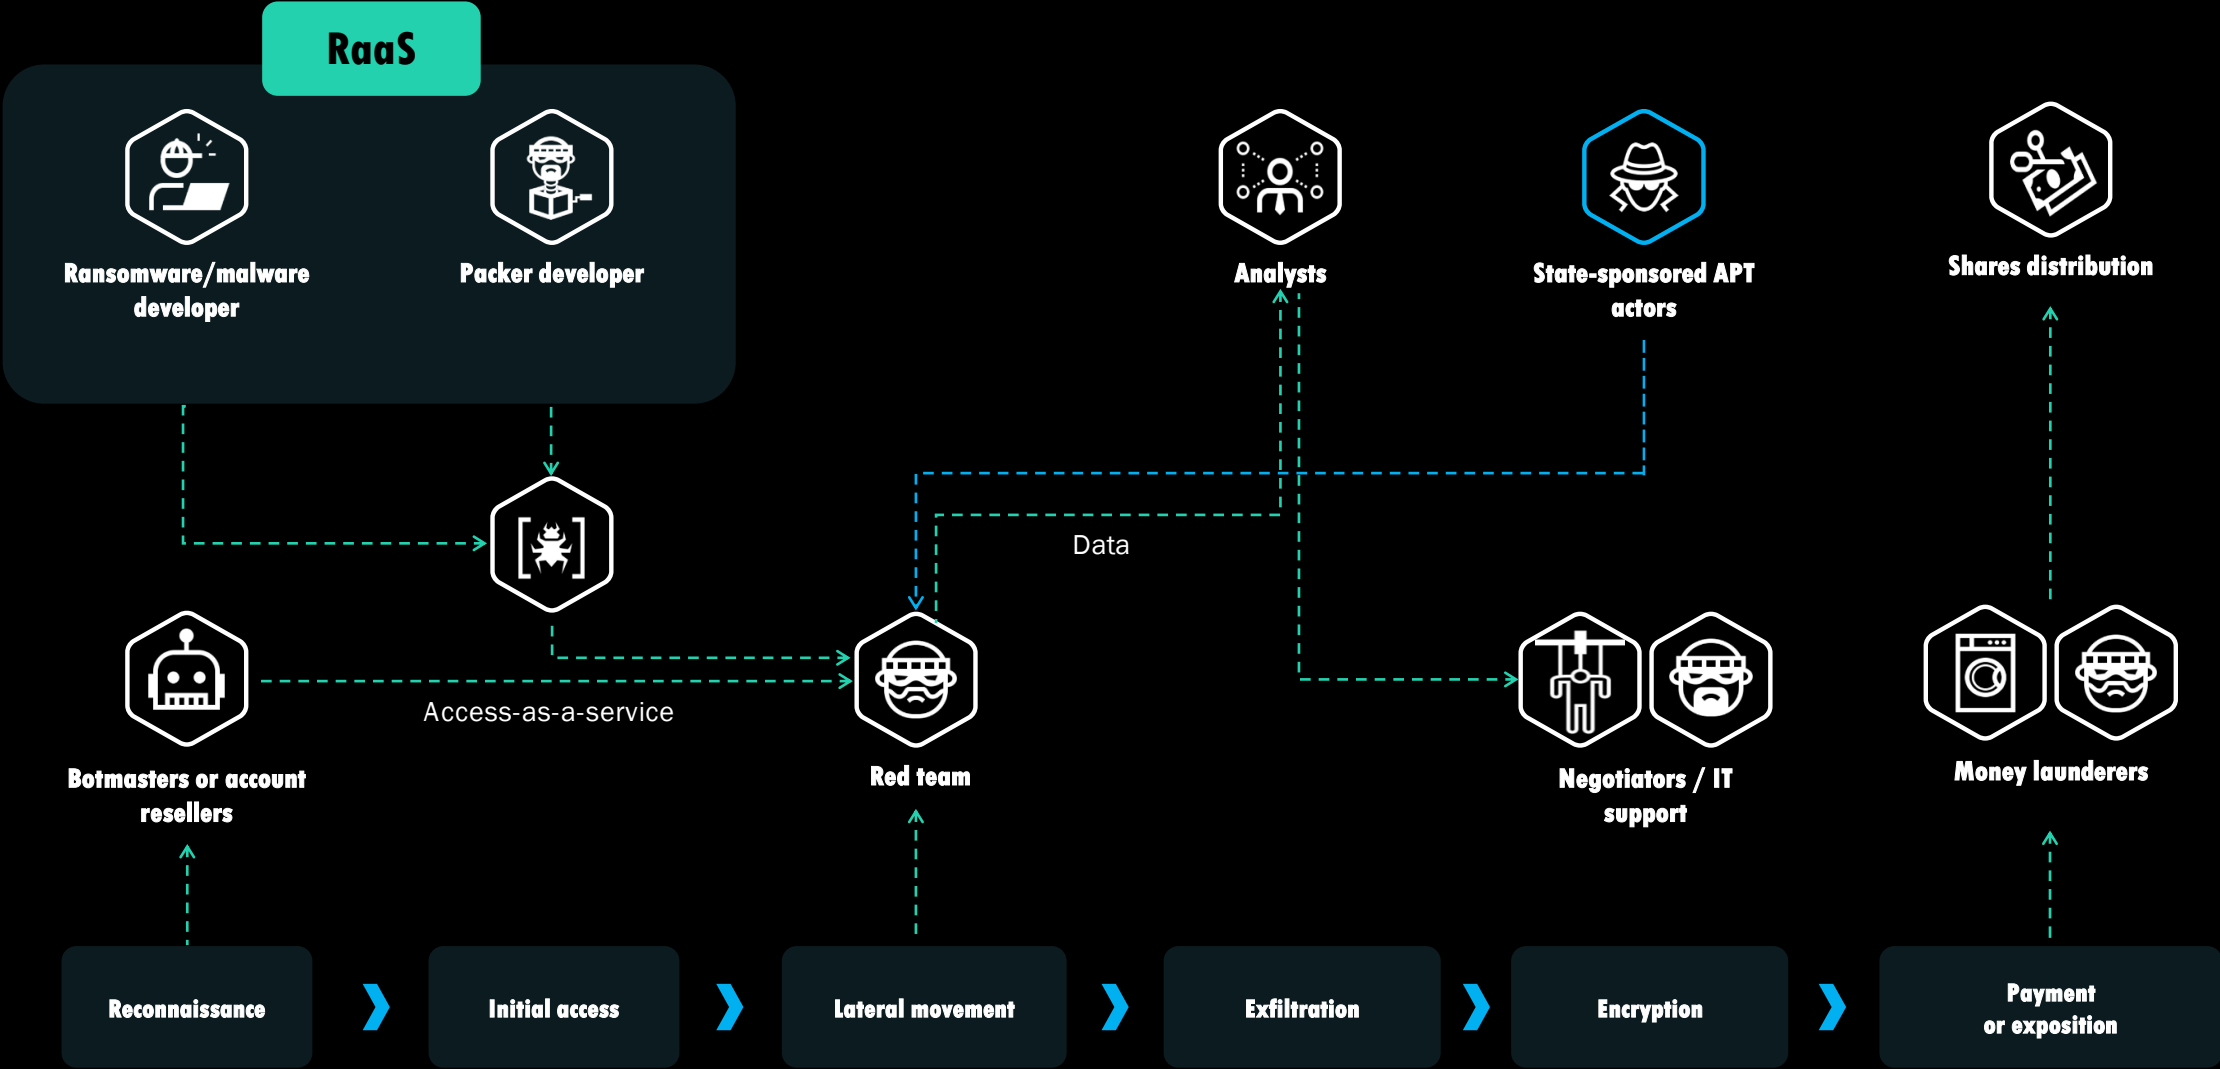 RaaS
Ransomware/malware
developer
Packer developer
Analysts
State-sponsored APT
actors
Shares distribution
Data
Access-as-a-service
Botmasters or account
resellers
Red team
Negotiators / IT
support
Money launderers
Reconnaissance
Initial access
Lateral movement
Exfiltration
Encryption
Payment
or exposition